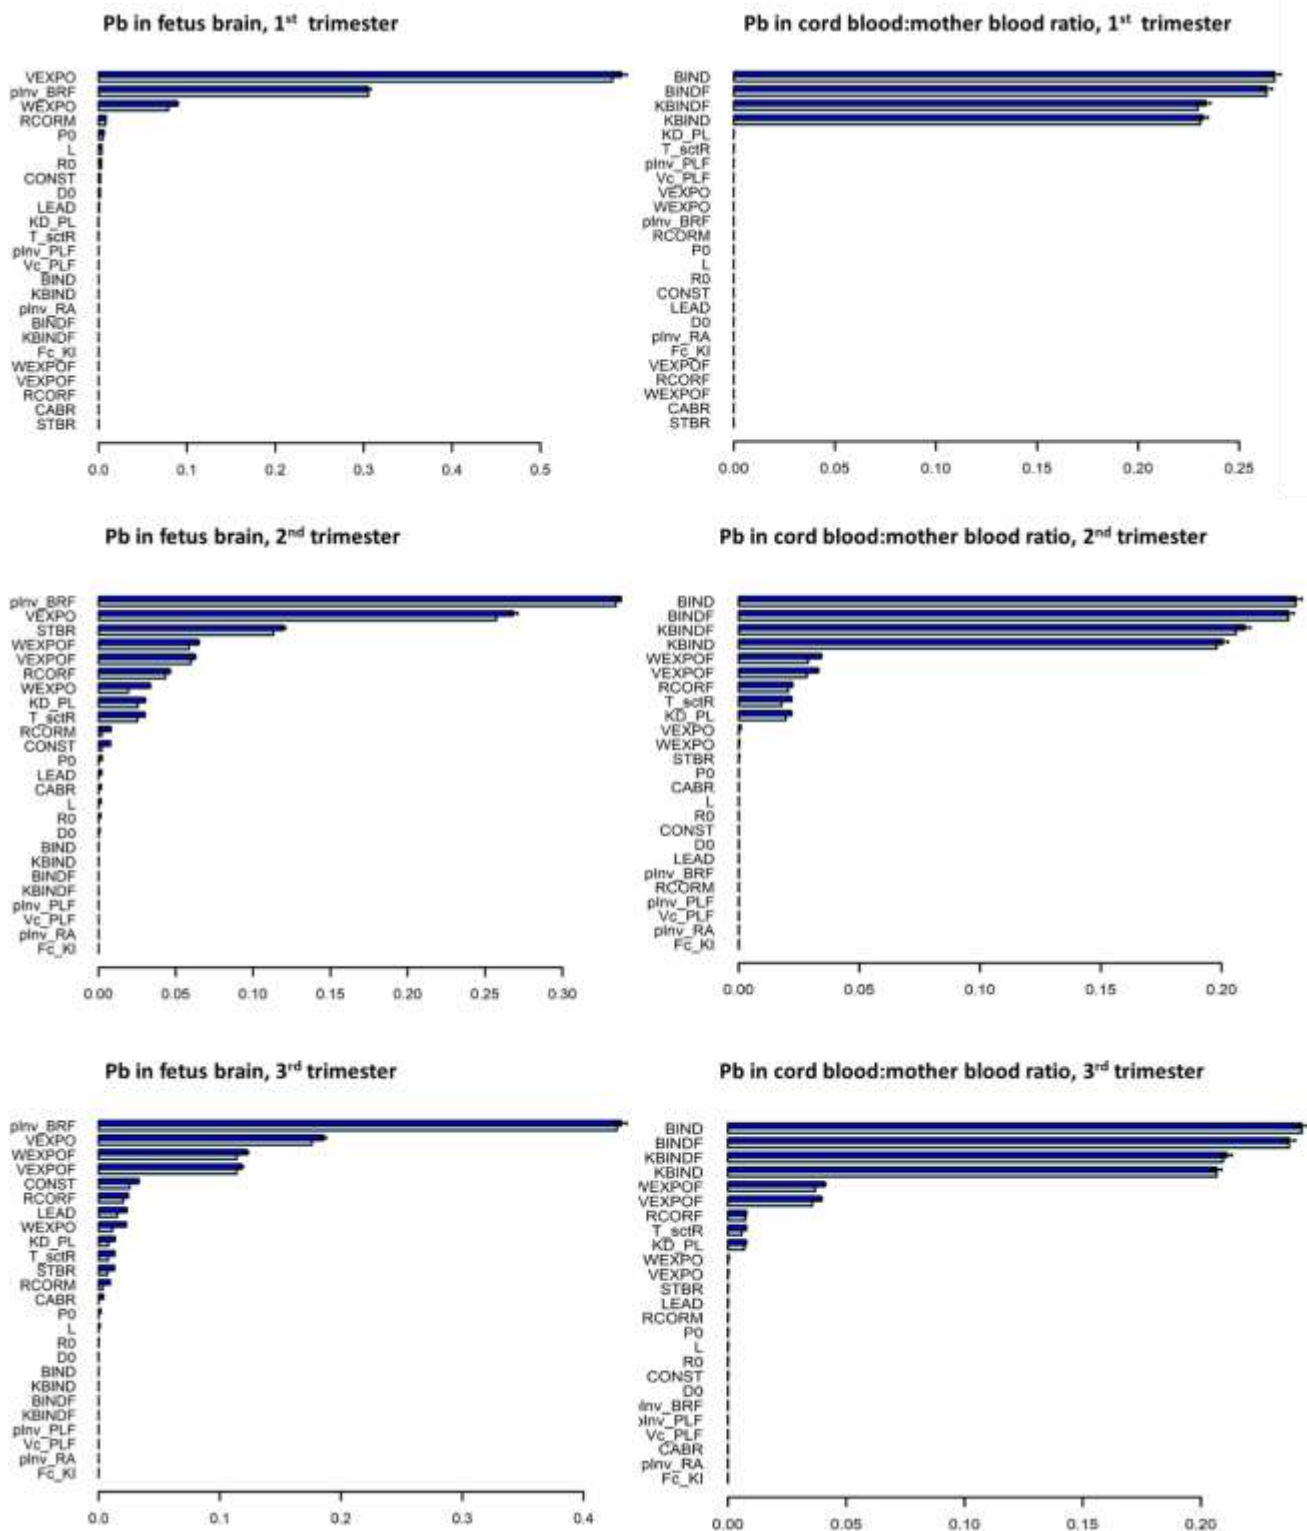 Pb in fetus brain, 1st trimester
VEXPO
pInv_BRF
WEXPO
RCORM
P0
L
R0
CONST
D0
LEAD
KD_PL
T_sctR
pInv_PLF
Vc_PLF
BIND
KBIND
pInv_RA
BINDF
KBINDF
Fc_KI
WEXPOF
VEXPOF
RCORF
CABR
STBR
0.0 0.1 0.2 0.3 0.4 0.5
Pb in cord blood:mother blood ratio, 1st trimester
BIND
BINDF
KBINDF
KBIND
KD_PL
T_sctR
pInv_PLF
Vc_PLF
VEXPO
WEXPO
pInv_BRF
RCORM
P0
L
R0
CONST
LEAD
D0
pInv_RA
Fc_KI
VEXPOF
RCORF
WEXPOF
CABR
STBR
0.00 0.05 0.10 0.15 0.20 0.25
Pb in fetus brain, 2nd trimester
pInv_BRF
VEXPO
STBR
WEXPOF
VEXPOF
RCORF
WEXPO
KD_PL
T_sctR
RCORM
CONST
P0
LEAD
CABR
L
R0
D0
BIND
KBIND
BINDF
KBINDF
pInv_PLF
Vc_PLF
pInv_RA
Fc_KI
0.00 0.05 0.10 0.15 0.20 0.25 0.30
Pb in cord blood:mother blood ratio, 2nd trimester
BIND
BINDF
KBINDF
KBIND
WEXPOF
VEXPOF
RCORF
T_sctR
KD_PL
VEXPO
WEXPO
STBR
P0
CABR
L
R0
CONST
D0
LEAD
pInv_BRF
RCORM
pInv_PLF
Vc_PLF
pInv_RA
Fc_KI
0.00 0.05 0.10 0.15 0.20
Pb in fetus brain, 3rd trimester
pInv_BRF
VEXPO
WEXPOF
VEXPOF
CONST
RCORF
LEAD
WEXPO
KD_PL
T_sctR
STBR
RCORM
CABR
P0
L
R0
D0
BIND
KBIND
BINDF
KBINDF
pInv_PLF
Vc_PLF
pInv_RA
Fc_KI
0.0 0.1 0.2 0.3 0.4
Pb in cord blood:mother blood ratio, 3rd trimester
BIND
BINDF
KBINDF
KBIND
WEXPOF
VEXPOF
RCORF
T_sctR
KD_PL
WEXPO
VEXPO
STBR
LEAD
RCORM
P0
L
R0
CONST
D0
pInv_BRF
pInv_PLF
Vc_PLF
CABR
pInv_RA
Fc_KI
0.00 0.05 0.10 0.15 0.20